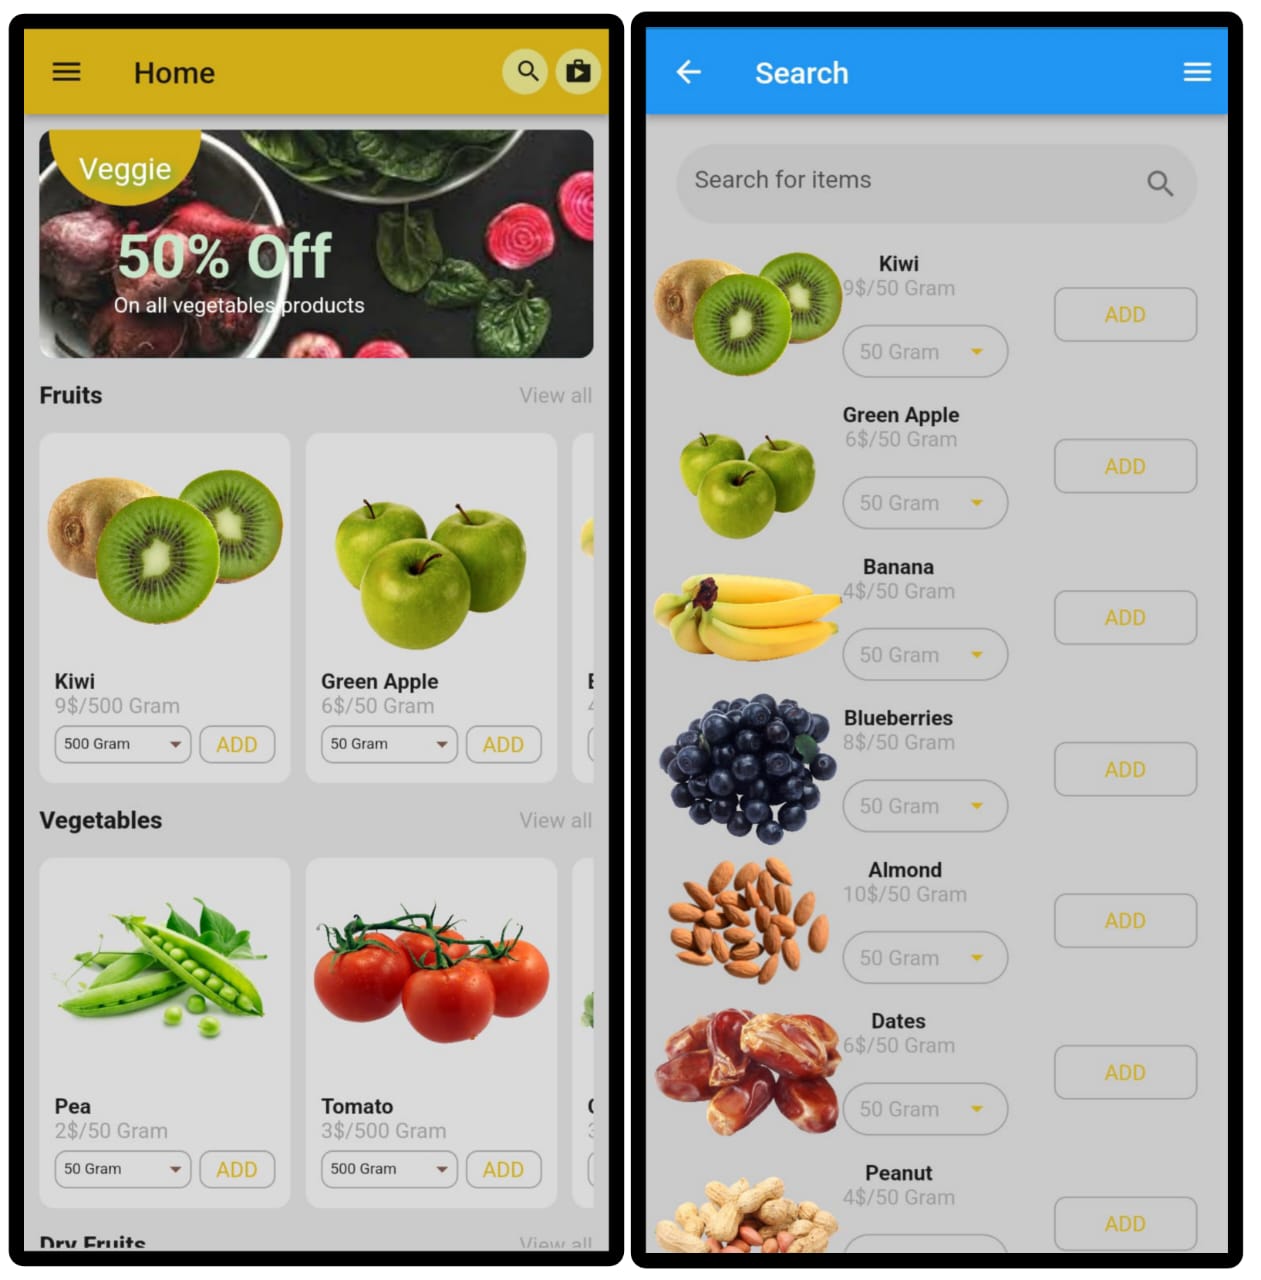 Home
Veggie
50% Off
On all vegetables products
Fruits
View all
Kiwi
9$/500 Gram
500 Gram
ADD
Green Apple
6$/50 Gram
50 Gram
ADD
Vegetables
View all
Pea
2$/50 Gram
50 Gram
ADD
Tomato
3$/500 Gram
500 Gram
ADD
Dry Fruits
View all
Search
Search for items
Kiwi
9$/50 Gram
50 Gram
ADD
Green Apple
6$/50 Gram
50 Gram
ADD
Banana
4$/50 Gram
50 Gram
ADD
Blueberries
8$/50 Gram
50 Gram
ADD
Almond
10$/50 Gram
50 Gram
ADD
Dates
6$/50 Gram
50 Gram
ADD
Peanut
4$/50 Gram
ADD